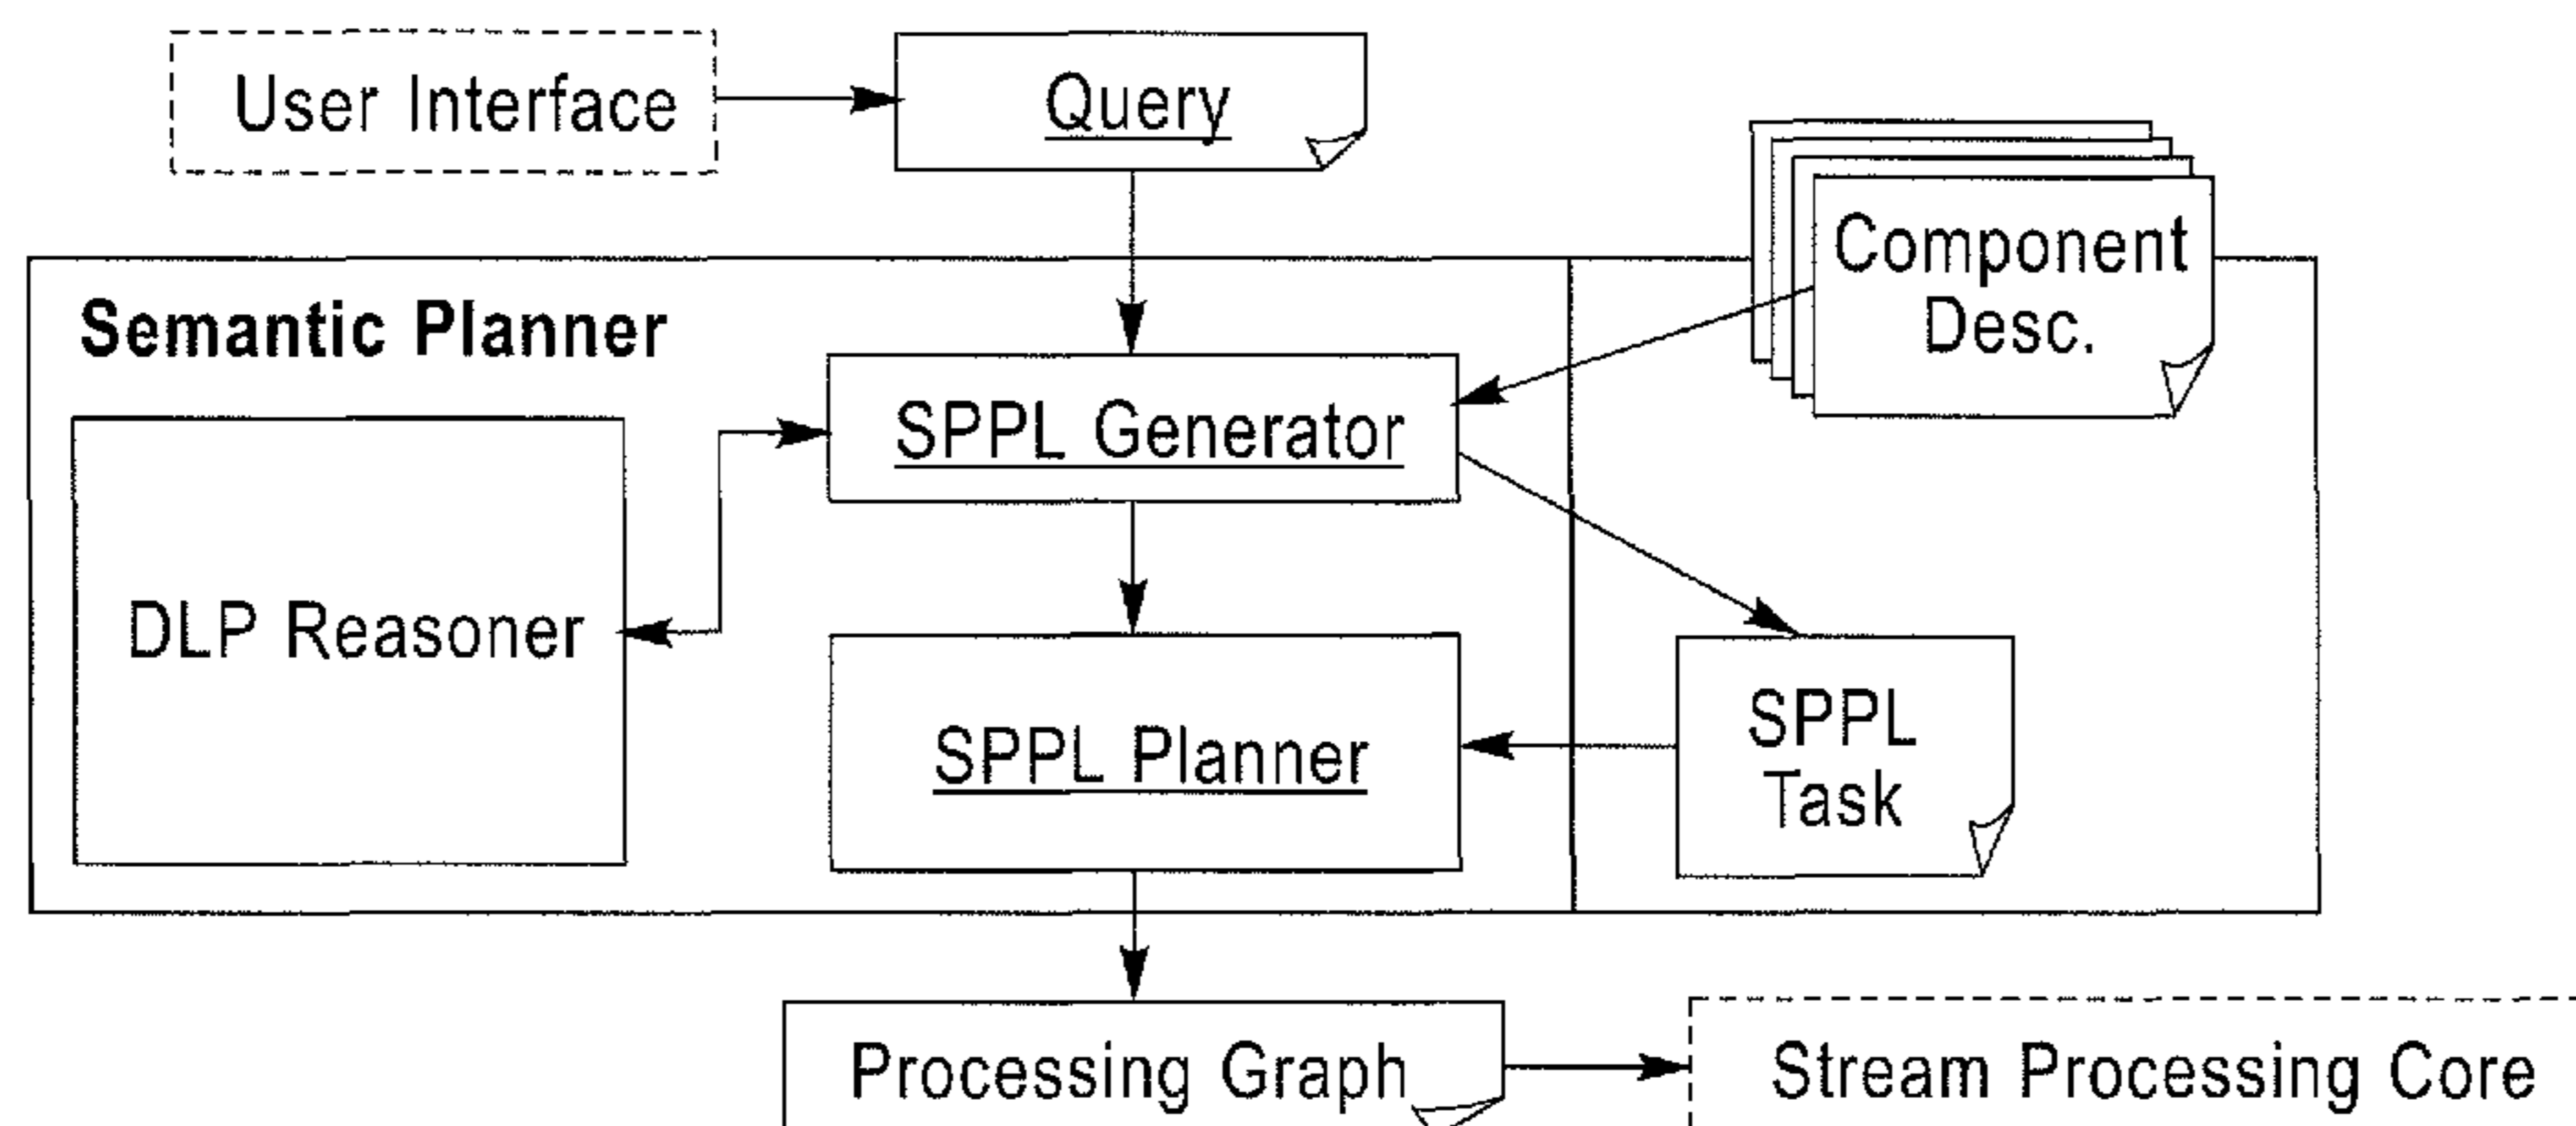 User Interface
Query
Component
Desc.
Semantic Planner
SPPL Generator
DLP Reasoner
SPPL Planner
SPPL
Task
Processing Graph
Stream Processing Core